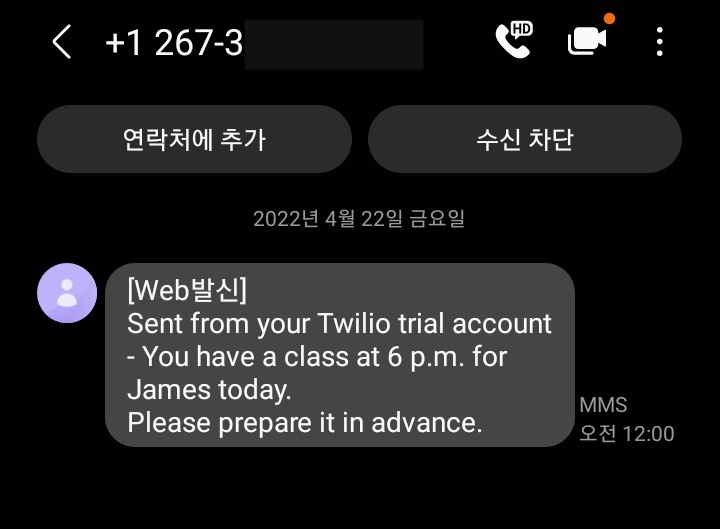 +1 267-3
HD
연락처에 추가
수신 차단
2022년 4월 22일 금요일
[Web발신]
Sent from your Twilio trial account
- You have a class at 6 p.m. for
James today.
Please prepare it in advance.
MMS
오전 12:00